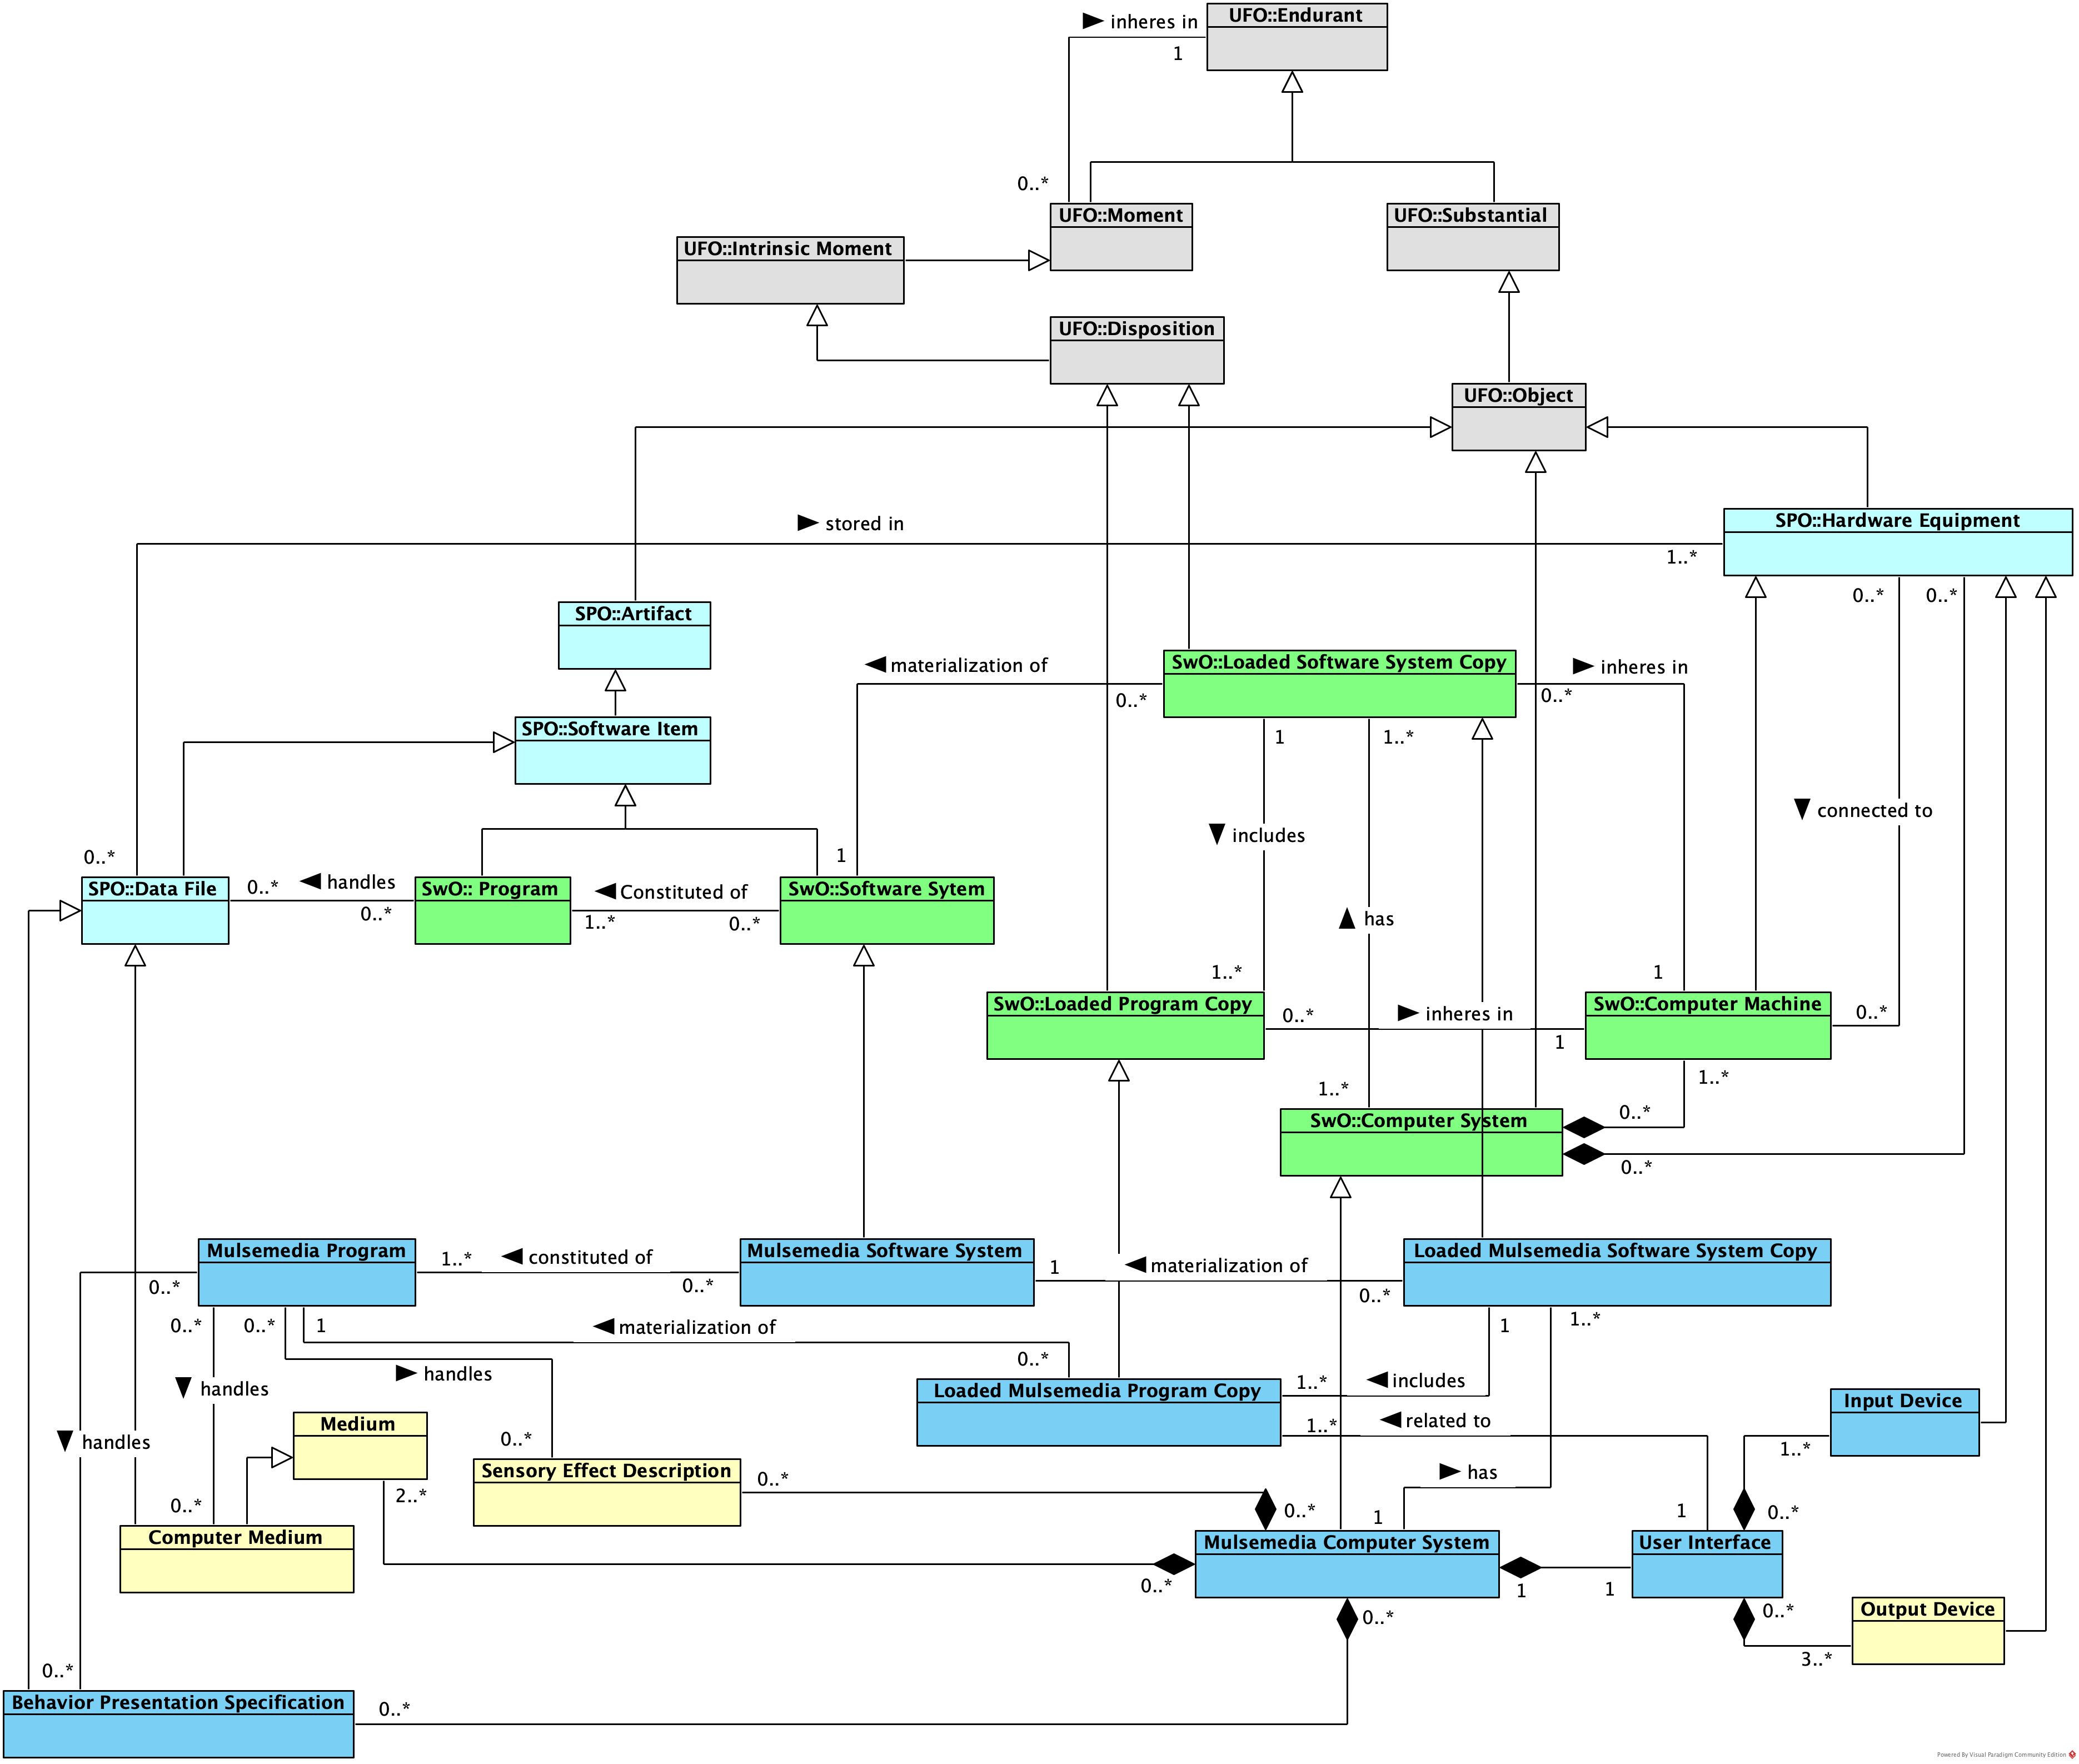 UFO::Endurant
inheres in
1
0..*
UFO::Moment
UFO::Substantial
UFO::Intrinsic Moment
UFO::Disposition
UFO::Object
SPO::Hardware Equipment
stored in
1..*
0..*
0..*
SPO::Artifact
materialization of
SwO::Loaded Software System Copy
inheres in
0..*
0..*
SPO::Software Item
1
1..*
connected to
includes
0..*
1
SPO::Data File
0..*
handles
0..*
SwO:: Program
Constituted of
1..*
0..*
SwO::Software Sytem
has
1..*
1
SwO::Loaded Program Copy
0..*
inheres in
1
SwO::Computer Machine
0..*
1..*
1..*
SwO::Computer System
0..*
0..*
Mulsemedia Program
1..*
constituted of
0..*
Mulsemedia Software System
1
materialization of
0..*
Loaded Mulsemedia Software System Copy
0..*
0..*
0..*
1
materialization of
0..*
1
1..*
handles
handles
handles
Loaded Mulsemedia Program Copy
1..*
includes
1..*
related to
Input Device
1..*
Medium
2..*
0..*
Sensory Effect Description
0..*
has
0..*
Computer Medium
0..*
1
Mulsemedia Computer System
0..*
1
1
1
User Interface
0..*
0..*
0..*
Output Device
3..*
0..*
Behavior Presentation Specification
0..*
Powered By Visual Paradigm Community Edition